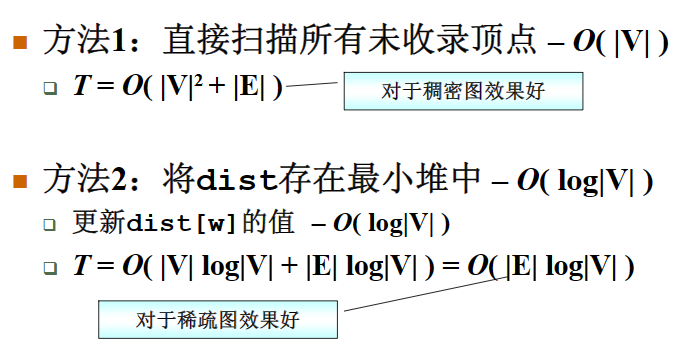 方法1：直接扫描所有未收录顶点 – O( |V| )
T = O( |V|² + |E| )
对于稠密图效果好
方法2：将dist存在最小堆中 – O( log|V| )
更新dist[w]的值 – O( log|V| )
T = O( |V| log|V| + |E| log|V| ) = O( |E| log|V| )
对于稀疏图效果好